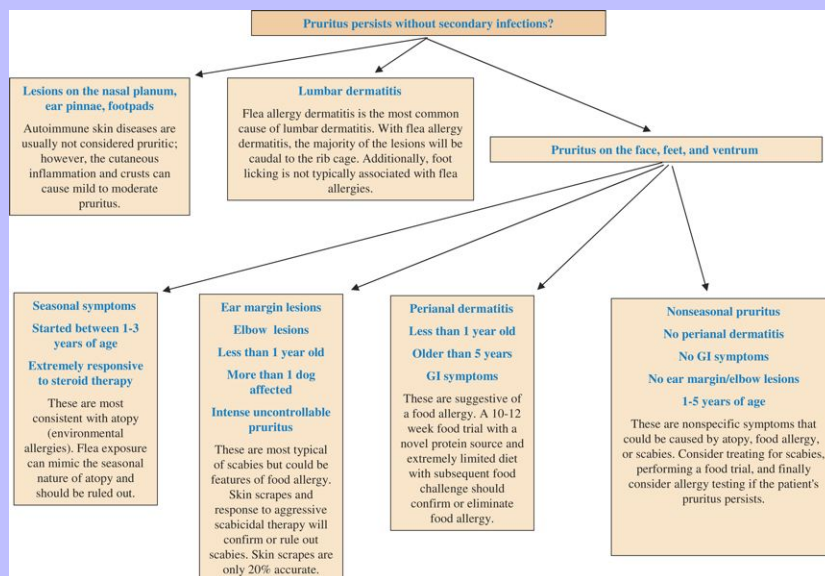 Pruritus persists without secondary infections?
Lesions on the nasal planum,
ear pinnae, footpads
Autoimmune skin diseases are
usually not considered pruritic;
however, the cutaneous
inflammation and crusts can
cause mild to moderate
pruritus.
Lumbar dermatitis
Flea allergy dermatitis is the most common
cause of lumbar dermatitis. With flea allergy
dermatitis, the majority of the lesions will be
caudal to the rib cage. Additionally, foot
licking is not typically associated with flea
allergies.
Pruritus on the face, feet, and ventrum
Seasonal symptoms
Started between 1-3
years of age
Extremely responsive
to steroid therapy
These are most
consistent with atopy
(environmental
allergies). Flea exposure
can mimic the seasonal
nature of atopy and
should be ruled out.
Ear margin lesions
Elbow lesions
Less than 1 year old
More than 1 dog
affected
Intense uncontrollable
pruritus
These are most typical
of scabies but could be
features of food allergy.
Skin scrapes and
response to aggressive
scabicidal therapy will
confirm or rule out
scabies. Skin scrapes are
only 20% accurate.
Perianal dermatitis
Less than 1 year old
Older than 5 years
GI symptoms
These are suggestive of
a food allergy. A 10-12
week food trial with a
novel protein source and
extremely limited diet
with subsequent food
challenge should
confirm or eliminate
food allergy.
Nonseasonal pruritus
No perianal dermatitis
No GI symptoms
No ear margin/elbow lesions
1-5 years of age
These are nonspecific symptoms that
could be caused by atopy, food allergy,
or scabies. Consider treating for scabies,
performing a food trial, and finally
consider allergy testing if the patient's
pruritus persists.